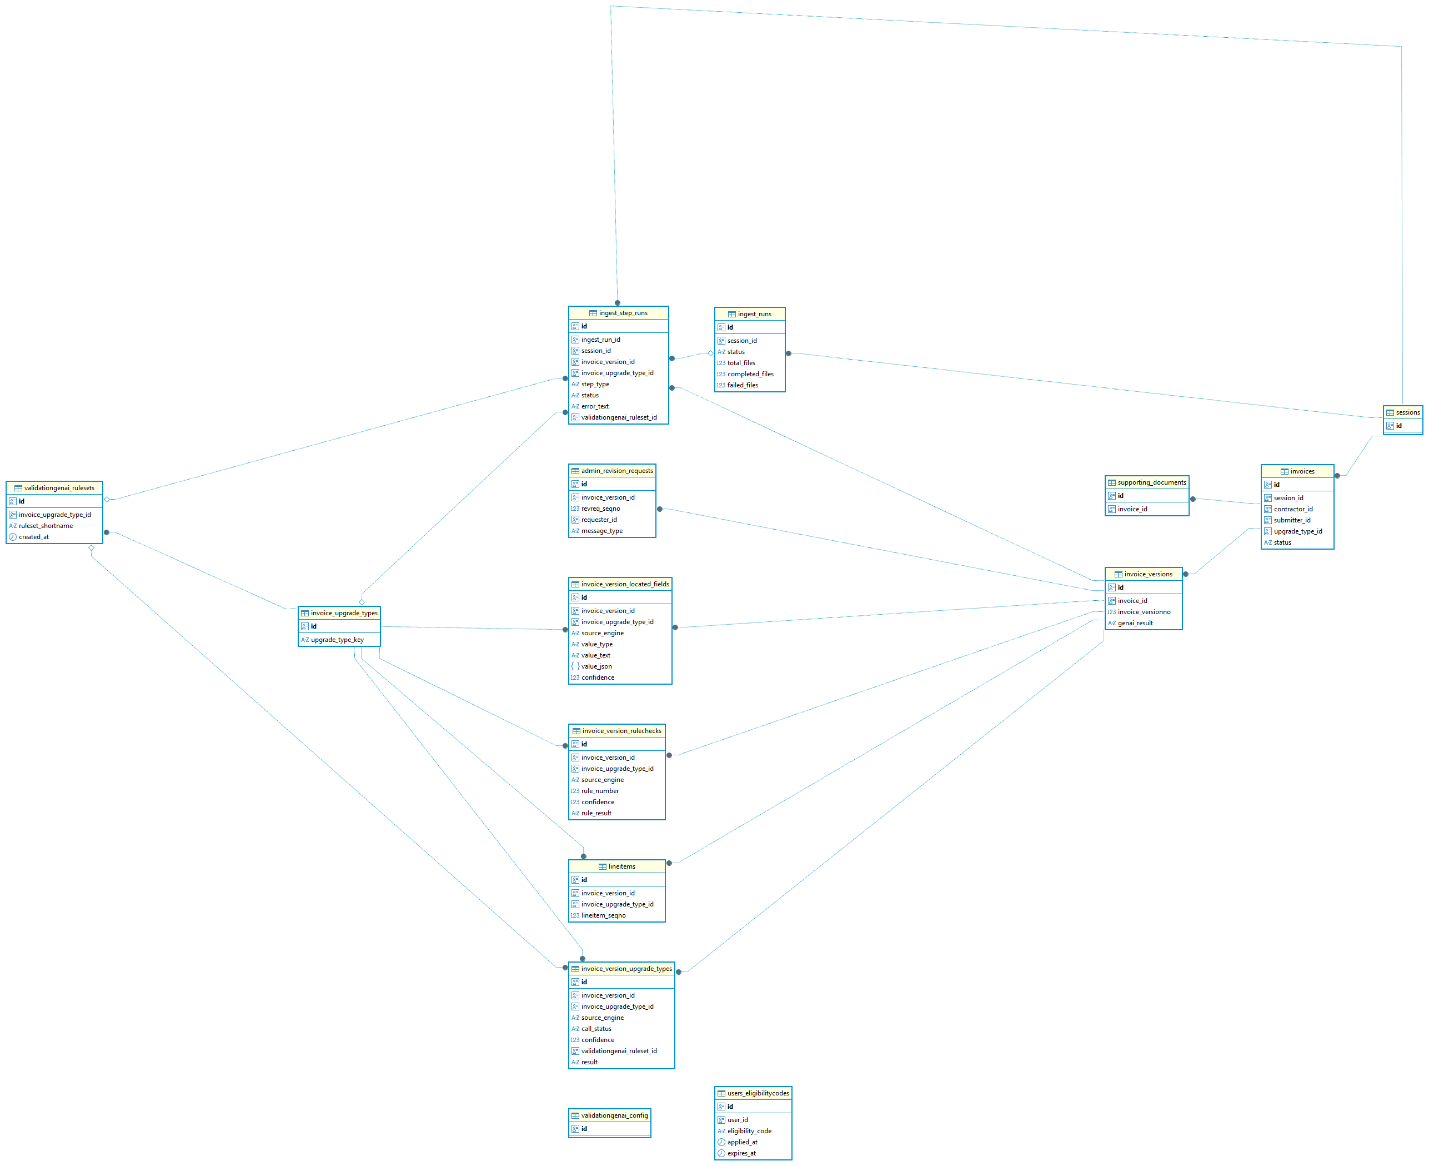 ingest_step_runs
id
ingest_run_id
session_id
invoice_version_id
invoice_upgrade_type_id
step_type
status
error_text
validationgenai_ruleset_id
ingest_runs
id
session_id
status
total_files
completed_files
failed_files
sessions
id
admin_revision_requests
id
invoice_version_id
revreq_seqno
requester_id
message_type
supporting_documents
id
invoice_id
invoices
id
session_id
contractor_id
submitter_id
upgrade_type_id
status
validationgenai_rulesets
id
invoice_upgrade_type_id
ruleset_shortname
created_at
invoice_versions
id
invoice_id
invoice_versionno
genai_result
invoice_upgrade_types
id
upgrade_type_key
invoice_version_located_fields
id
invoice_version_id
invoice_upgrade_type_id
source_engine
value_type
value_text
value_json
confidence
invoice_version_rulechecks
id
invoice_version_id
invoice_upgrade_type_id
source_engine
rule_number
confidence
rule_result
lineitems
id
invoice_version_id
invoice_upgrade_type_id
lineitem_seqno
invoice_version_upgrade_types
id
invoice_version_id
invoice_upgrade_type_id
source_engine
call_status
confidence
validationgenai_ruleset_id
result
users_eligibilitycodes
id
user_id
eligibility_code
applied_at
expires_at
validationgenai_config
id